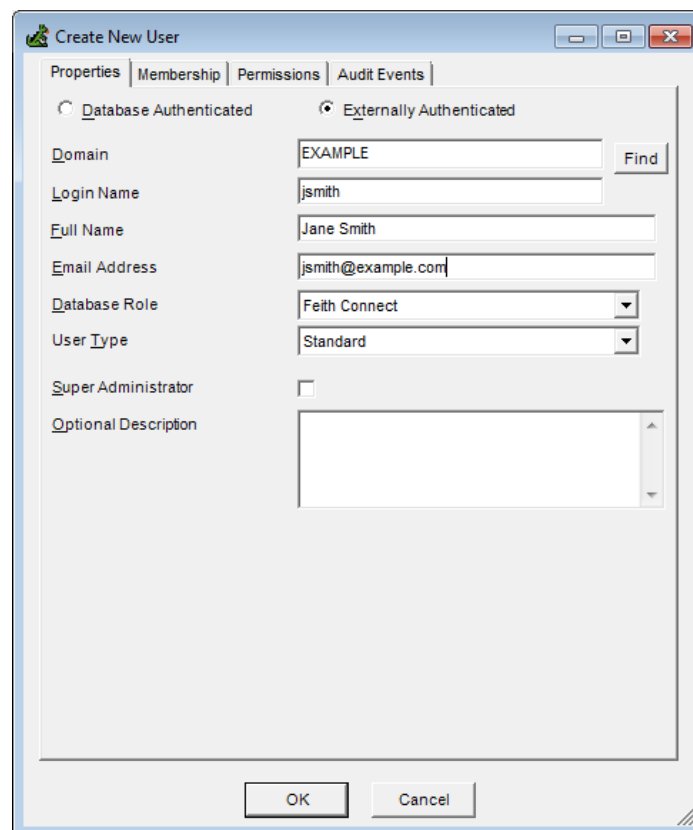 Create New User
Properties Membership Permissions Audit Events
Database Authenticated Externally Authenticated
Domain EXAMPLE Find
Login Name jsmith
Full Name Jane Smith
Email Address jsmith@example.com
Database Role Feith Connect
User Type Standard
Super Administrator
Optional Description
OK Cancel